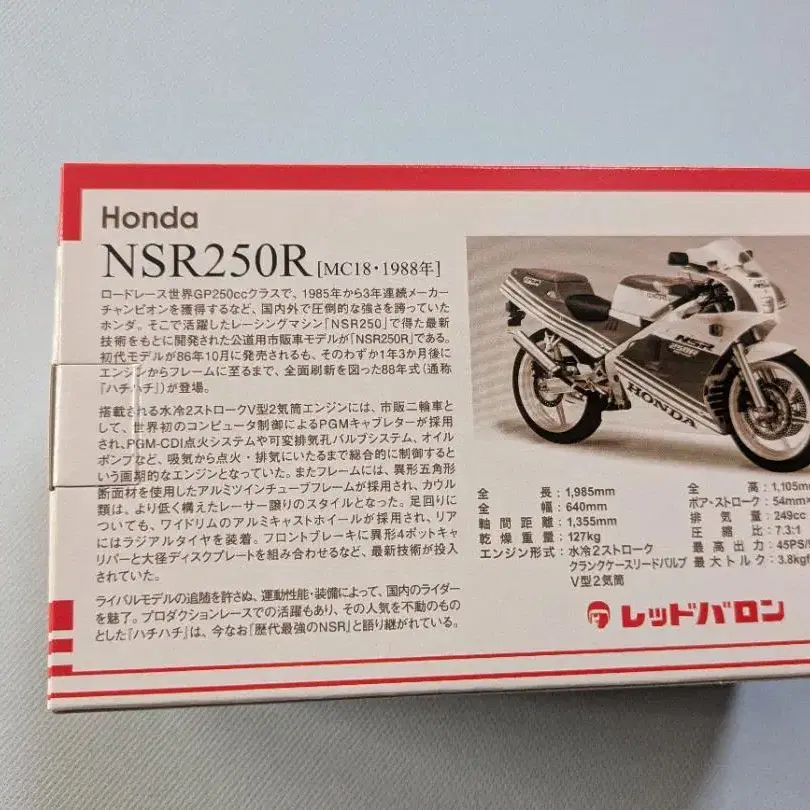 Honda
NSR250R [MC18・1988年]
ロードレース世界GP250ccクラスで、1985年から3年連続メーカー
チャンピオンを獲得するなど、国内外で圧倒的な強さを誇っていた
ホンダ。そこで活躍したレーシングマシン「NSR250」で得た最新
技術をもとに開発された公道用市販車モデルが「NSR250R」である。
初代モデルが86年10月に発売されるも、そのわずか1年3か月後に
エンジンからフレームに至るまで、全面刷新を図った88年式(通称
『ハチハチ』)が登場。
搭載される水冷2ストロークV型2気筒エンジンには、市販二輪車と
して、世界初のコンピュータ制御によるPGMキャブレターが採用
され、PGM-CDI点火システムや可変排気孔バルブシステム、オイル
ポンプなど、吸気から点火・排気にいたるまで総合的に制御すると
いう画期的なエンジンとなっていた。またフレームには、異形五角形
断面材を使用したアルミツインチューブフレームが採用され、カウル
類は、より低く構えたレーサー譲りのスタイルとなった。足回りに
ついても、ワイドリムのアルミキャストホイールが採用され、リア
にはラジアルタイヤを装着。フロントブレーキに異形4ポットキャ
リパーと大径ディスクプレートを組み合わせるなど、最新技術が投入
されていた。
ライバルモデルの追随を許さぬ、運動性能・装備によって、国内のライダー
を魅了。プロダクションレースでの活躍もあり、その人気を不動のもの
とした『ハチハチ』は、今なお「歴代最強のNSR」と語り継がれている。
NSR
250R
HONDA
全長:1,985mm
全幅:640mm
軸間距離:1,355mm
乾燥重量:127kg
エンジン形式:水冷2ストローク
クランクケースリードバルブ
V型2気筒
全高:1,105m
ボア・ストローク:54mm×
排気量:249cc
圧縮比:7.3:1
最高出力:45PS/
最大トルク:3.8kgf
レッドバロン